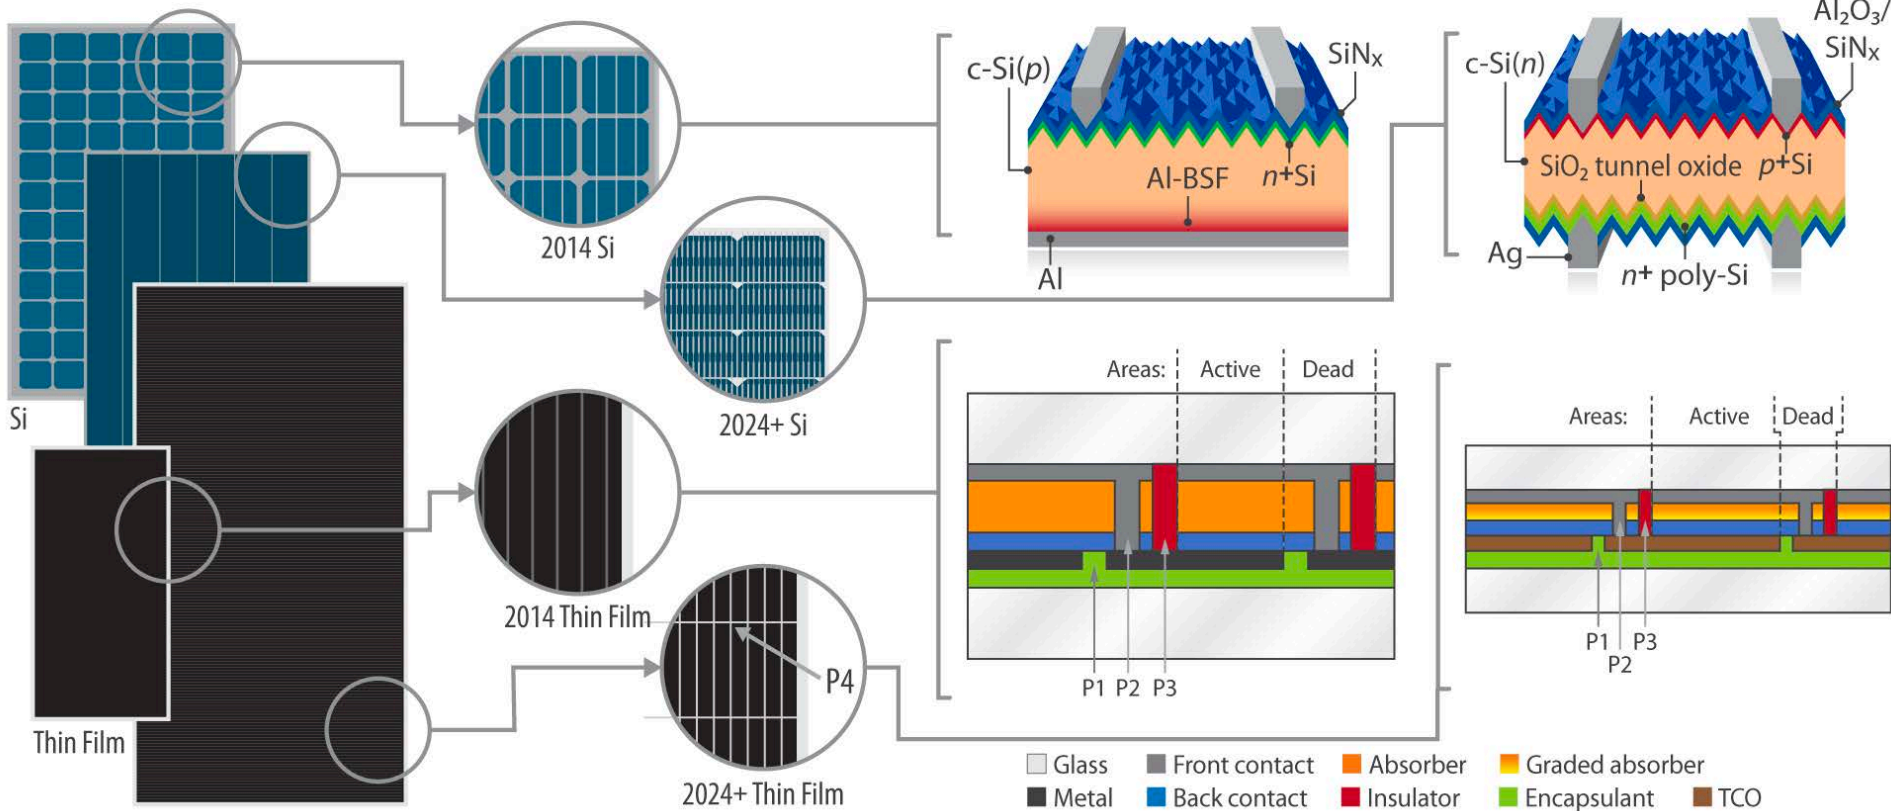 Si
Thin Film
2014 Si
2024+ Si
2014 Thin Film
P4
2024+ Thin Film
c-Si(p)
SiNx
Al-BSF
n+Si
Al
Al2O3/
SiNx
c-Si(n)
SiO2 tunnel oxide
p+Si
Ag
n+ poly-Si
Areas: Active Dead
P1 P2 P3
Areas: Active Dead
P1
P2
P3
Glass Front contact Absorber Graded absorber
Metal Back contact Insulator Encapsulant TCO